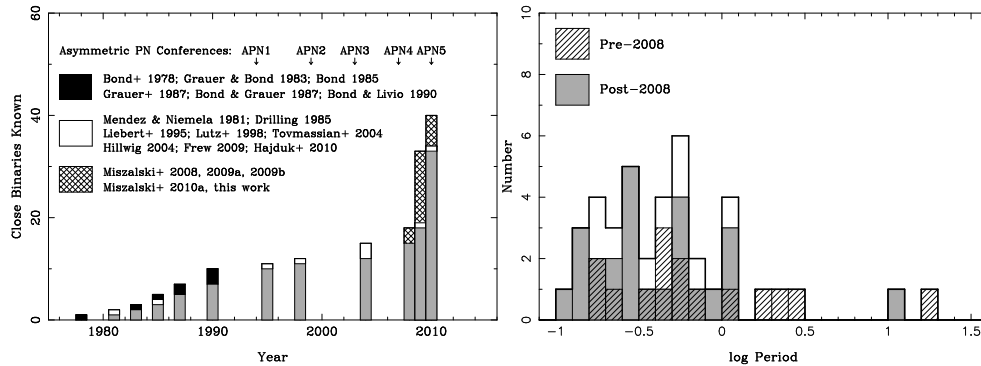 60
40
20
0
Close Binaries Known
Asymmetric PN Conferences: APN1 APN2 APN3 APN4 APN5
Bond+ 1978; Grauer & Bond 1983; Bond 1985
Grauer+ 1987; Bond & Grauer 1987; Bond & Livio 1990
Mendez & Niemela 1981; Drilling 1985
Liebert+ 1995; Lutz+ 1998; Tovmassian+ 2004
Hillwig 2004; Frew 2009; Hajduk+ 2010
Miszalski+ 2008, 2009a, 2009b
Miszalski+ 2010a, this work
1980 1990 2000 2010
Year
10
8
6
4
2
0
Number
Pre-2008
Post-2008
-1 -0.5 0 0.5 1 1.5
log Period